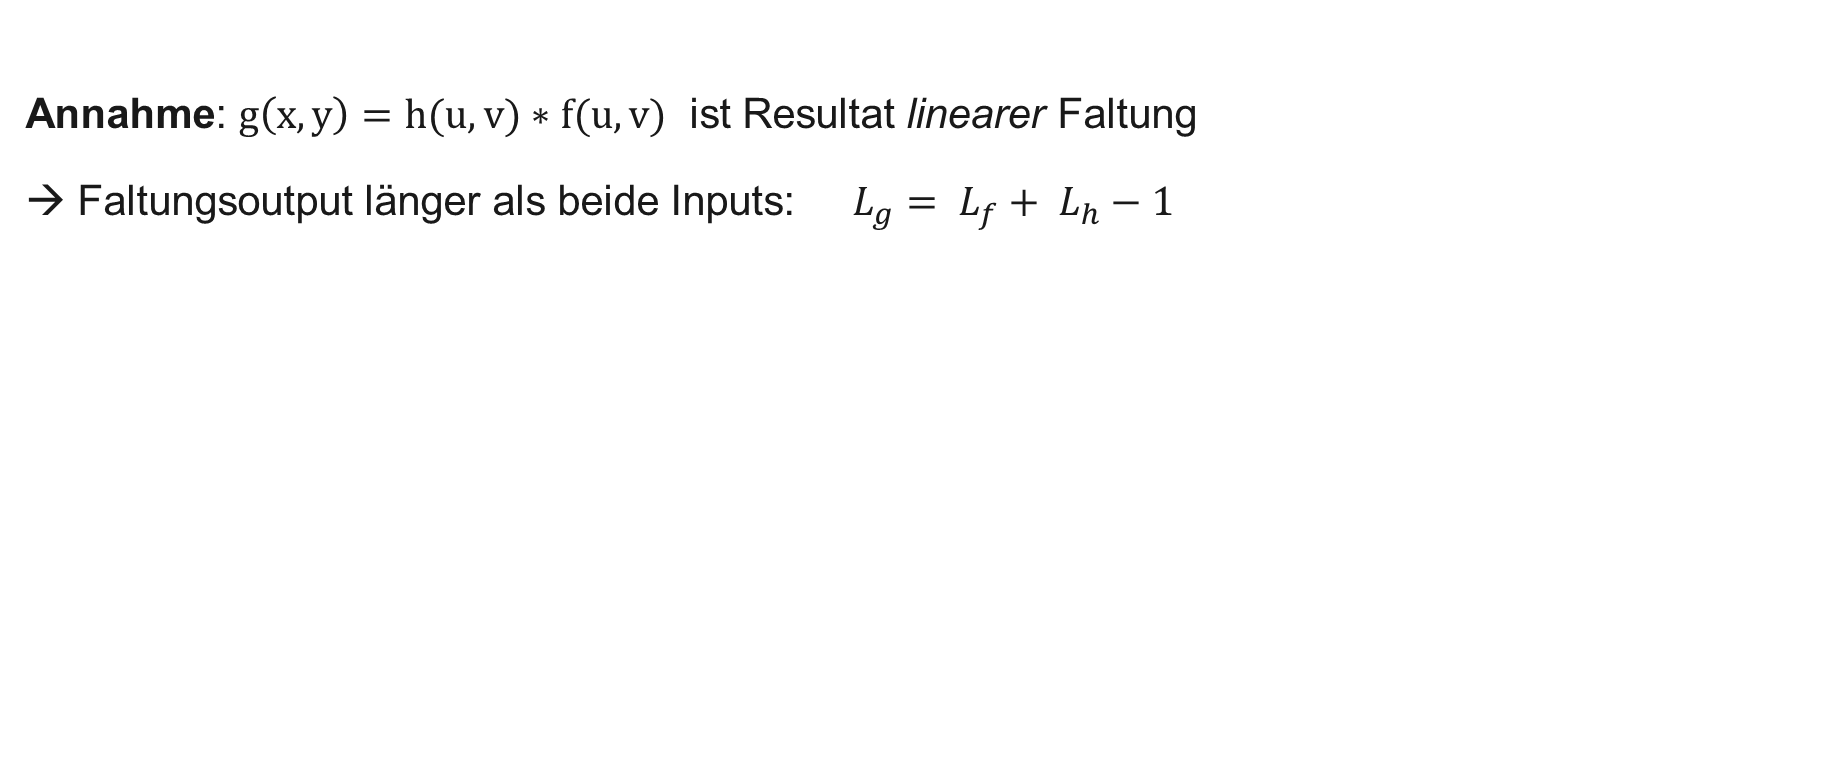 Annahme: g(x, y) = h(u, v) ∗ f(u, v) ist Resultat linearer Faltung
→ Faltungsoutput länger als beide Inputs: L_g = L_f + L_h − 1